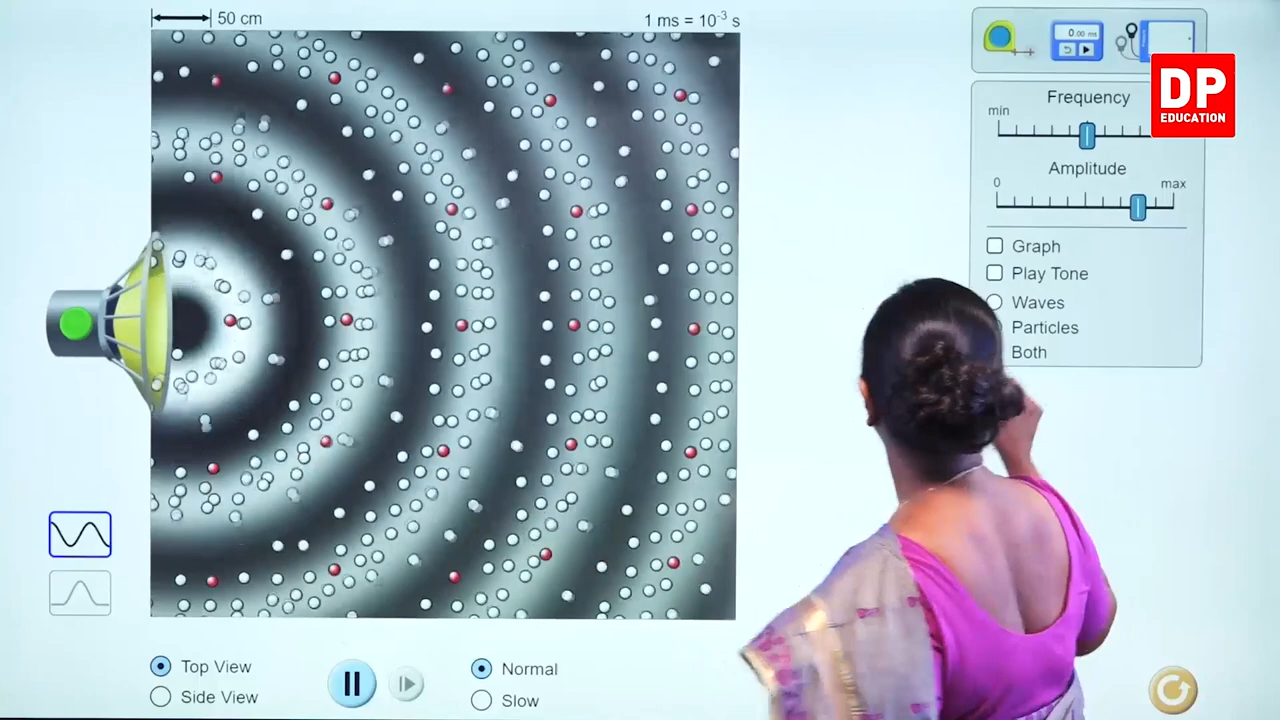 50 cm
1 ms = 10⁻³ s
0.00 ms
DP
EDUCATION
Frequency
min
Amplitude
0
max
Graph
Play Tone
Waves
Particles
Both
Top View
Side View
Normal
Slow